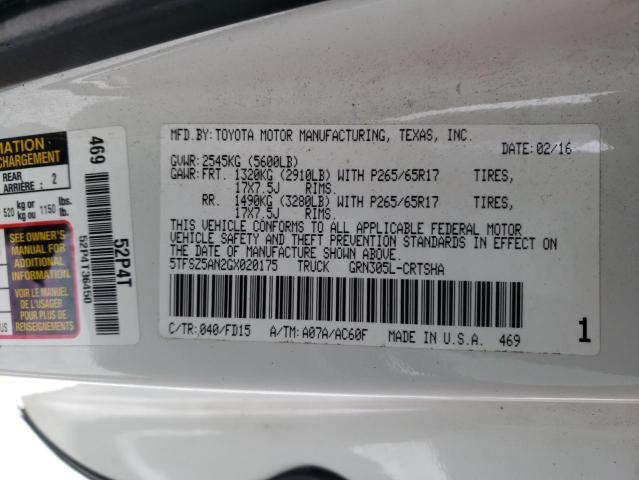 MFD.BY:TOYOTA MOTOR MANUFACTURING, TEXAS, INC.
DATE: 02/16
GVWR: 2545KG (5600LB)
GAWR: FRT. 1320KG (2910LB) WITH P265/65R17 TIRES,
17X7.5J RIMS.
RR. 1490KG (3280LB) WITH P265/65R17 TIRES,
17X7.5J RIMS.
THIS VEHICLE CONFORMS TO ALL APPLICABLE FEDERAL MOTOR
VEHICLE SAFETY AND THEFT PREVENTION STANDARDS IN EFFECT ON
THE DATE OF MANUFACTURE SHOWN ABOVE.
5TFSZ5AN2GX020175 TRUCK GRN305L-CRTSHA
C/TR: 040/FD15 A/TM: A07A/AC60F MADE IN U.S.A. 469
1
MATION
CHARGEMENT
REAR
ARRIÈRE: 2
520 kg or 1150 lbs.
kg ou lb.
SEE OWNER'S
MANUAL FOR
ADDITIONAL
INFORMATION
VOIR LE MANUEL
DE L'USAGER
POUR PLUS DE
RENSEIGNEMENTS
469
52P4T